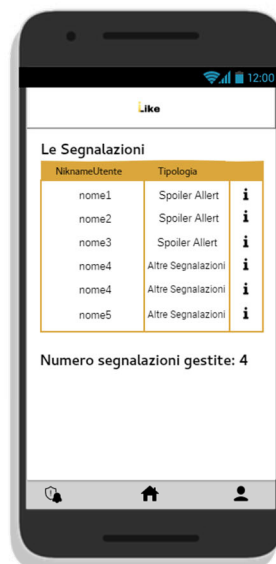 12:00
Like
Le Segnalazioni
NiknameUtente Tipologia
nome1 Spoiler Allert i
nome2 Spoiler Allert i
nome3 Spoiler Allert i
nome4 Altre Segnalazioni i
nome4 Altre Segnalazioni i
nome5 Altre Segnalazioni i
Numero segnalazioni gestite: 4